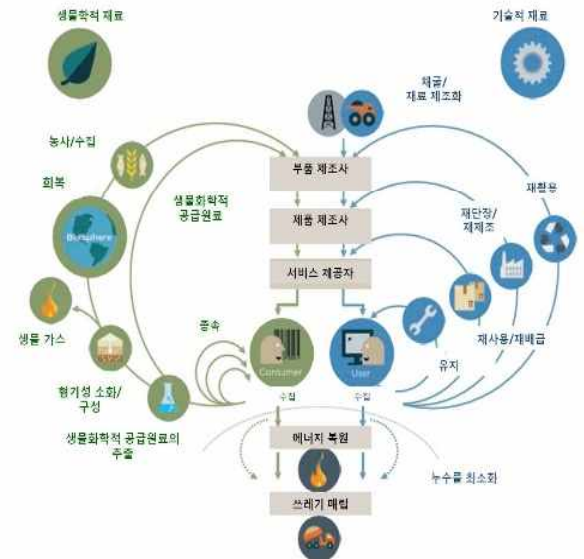 생물학적 재료
기술적 재료
채굴/
재료 제조화
농사/수집
부품 제조사
회복
생물화학적
공급원료
재활용
재단장/
재제조
제품 제조사
Biosphere
서비스 제공자
생물 가스
종속
Consumer
User
유지
재사용/재배급
혐기성 소화/
구성
수집
수집
생물화학적 공급원료의
추출
에너지 복원
누수를 최소화
쓰레기 매립